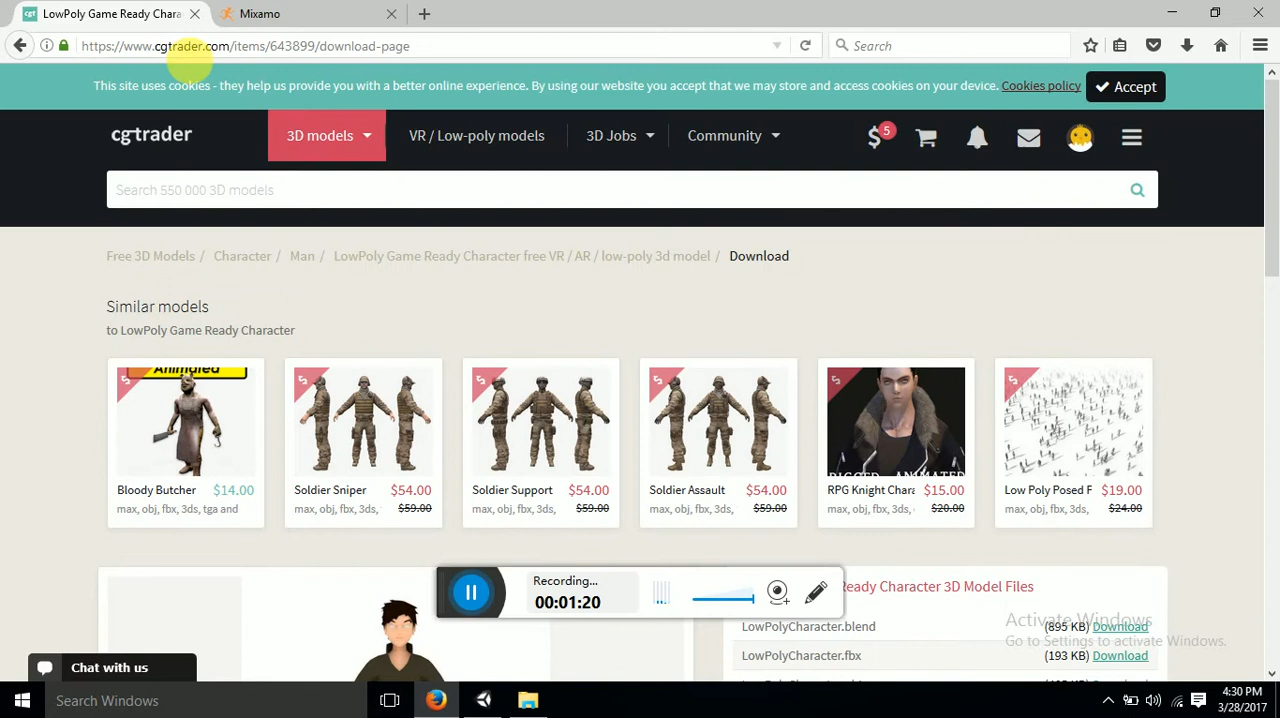 LowPoly Game Ready Chara
Mixamo
https://www.cgtrader.com/items/643899/download-page
Search
This site uses cookies - they help us provide you with a better online experience. By using our website you accept that we may store and access cookies on your device. Cookies policy
Accept
cgtrader
3D models
VR / Low-poly models
3D Jobs
Community
5
Search 550 000 3D models
Free 3D Models / Character / Man / LowPoly Game Ready Character free VR / AR / low-poly 3d model / Download
Similar models
to LowPoly Game Ready Character
Animated
RIGGED ANIMATED
Bloody Butcher $14.00
max, obj, fbx, 3ds, tga and
Soldier Sniper $54.00
max, obj, fbx, 3ds, $59.00
Soldier Support $54.00
max, obj, fbx, 3ds, $59.00
Soldier Assault $54.00
max, obj, fbx, 3ds, $59.00
RPG Knight Chara $15.00
max, obj, fbx, 3ds, $20.00
Low Poly Posed P $19.00
max, obj, fbx, 3ds, $24.00
Recording...
00:01:20
Ready Character 3D Model Files
LowPolyCharacter.blend (895 KB) Download
LowPolyCharacter.fbx (193 KB) Download
Activate Windows
Go to Settings to activate Windows.
Chat with us
Search Windows
4:30 PM
3/28/2017